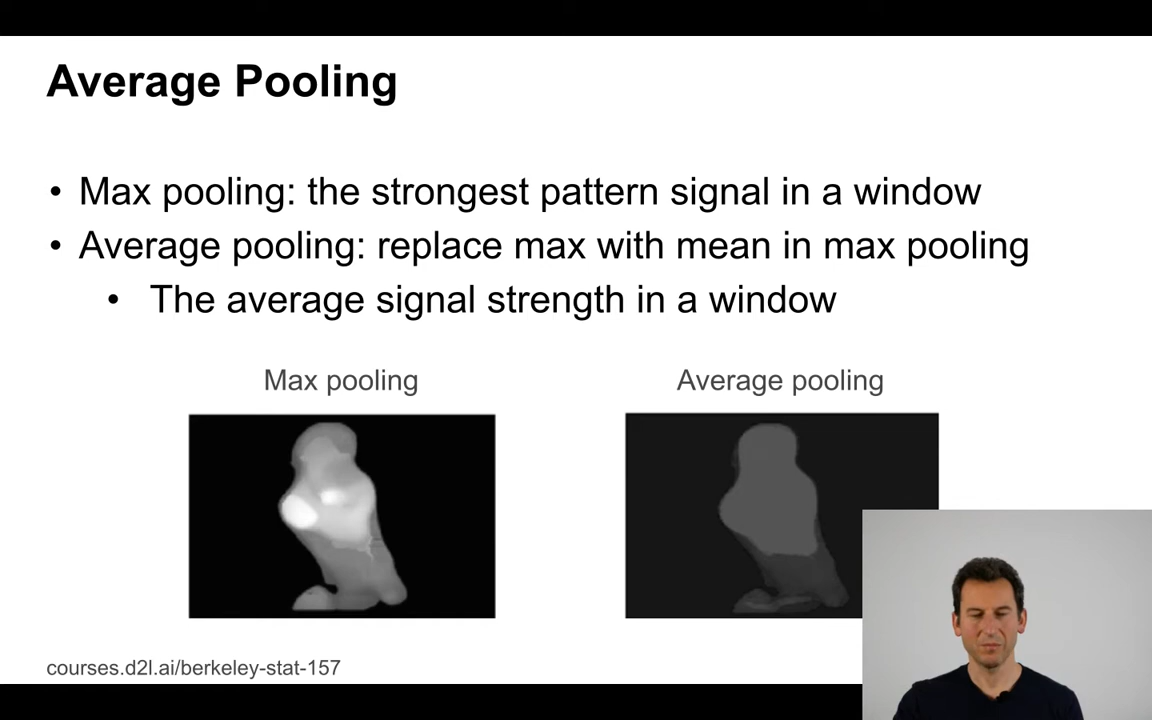 Average Pooling
• Max pooling: the strongest pattern signal in a window
• Average pooling: replace max with mean in max pooling
• The average signal strength in a window
Max pooling
Average pooling
courses.d2l.ai/berkeley-stat-157